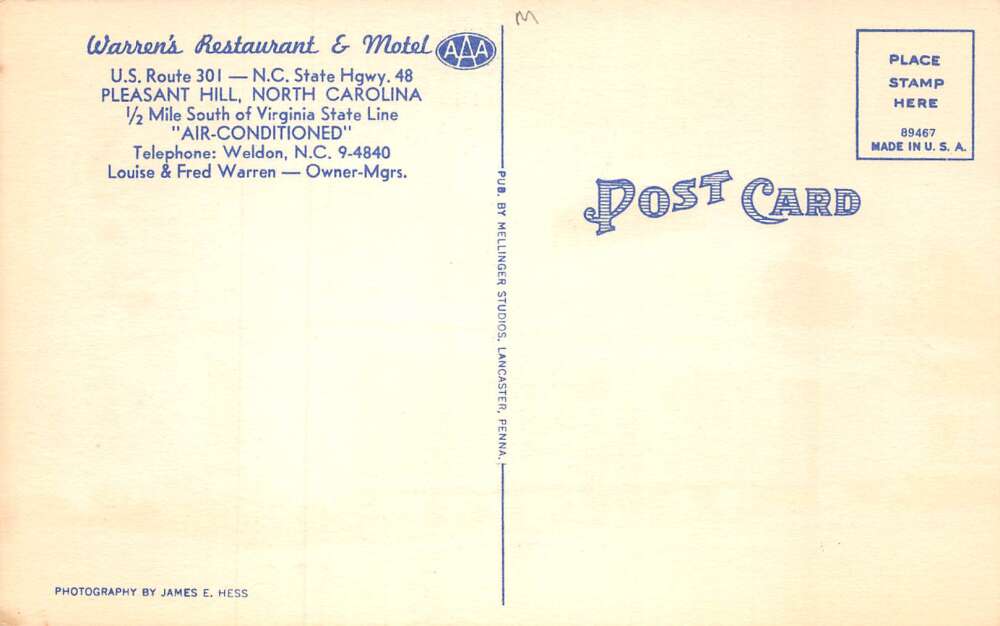 Warren's Restaurant & Motel AAA
U.S. Route 301 — N.C. State Hgwy. 48
PLEASANT HILL, NORTH CAROLINA
1/2 Mile South of Virginia State Line
"AIR-CONDITIONED"
Telephone: Weldon, N.C. 9-4840
Louise & Fred Warren — Owner-Mgrs.
PHOTOGRAPHY BY JAMES E. HESS
PUB. BY MELLINGER STUDIOS, LANCASTER, PENNA.
M
PLACE
STAMP
HERE
89467
MADE IN U. S. A.
POST CARD